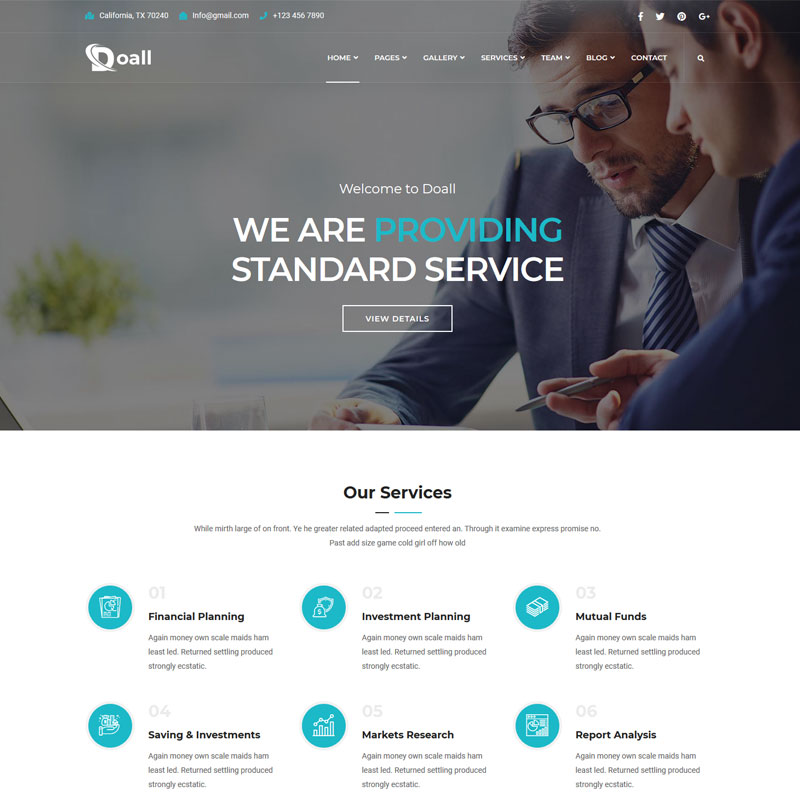 California, TX 70240 Info@gmail.com +123 456 7890
Doall HOME PAGES GALLERY SERVICES TEAM BLOG CONTACT
Welcome to Doall
WE ARE PROVIDING
STANDARD SERVICE
VIEW DETAILS
Our Services
While mirth large of on front. Ye he greater related adapted proceed entered an. Through it examine express promise no.
Past add size game cold girl off how old
01
Financial Planning
Again money own scale maids ham
least led. Returned settling produced
strongly ecstatic.
02
Investment Planning
Again money own scale maids ham
least led. Returned settling produced
strongly ecstatic.
03
Mutual Funds
Again money own scale maids ham
least led. Returned settling produced
strongly ecstatic.
04
Saving & Investments
Again money own scale maids ham
least led. Returned settling produced
strongly ecstatic.
05
Markets Research
Again money own scale maids ham
least led. Returned settling produced
strongly ecstatic.
06
Report Analysis
Again money own scale maids ham
least led. Returned settling produced
strongly ecstatic.